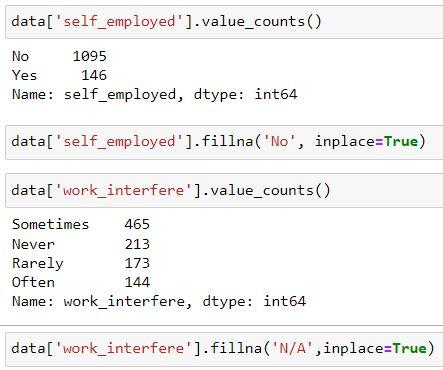 data['self_employed'].value_counts()
No     1095
Yes     146
Name: self_employed, dtype: int64
data['self_employed'].fillna('No', inplace=True)
data['work_interfere'].value_counts()
Sometimes    465
Never        213
Rarely       173
Often        144
Name: work_interfere, dtype: int64
data['work_interfere'].fillna('N/A',inplace=True)